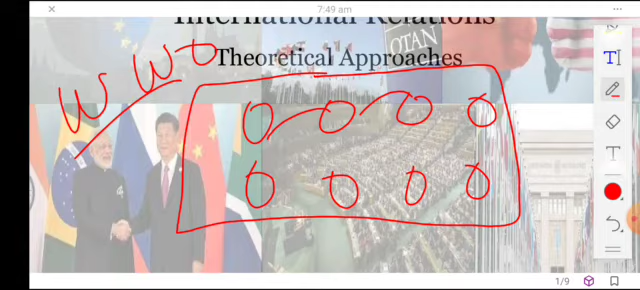 7:49 am
International Relations
OTAN
Theoretical Approaches
T
T
1/9